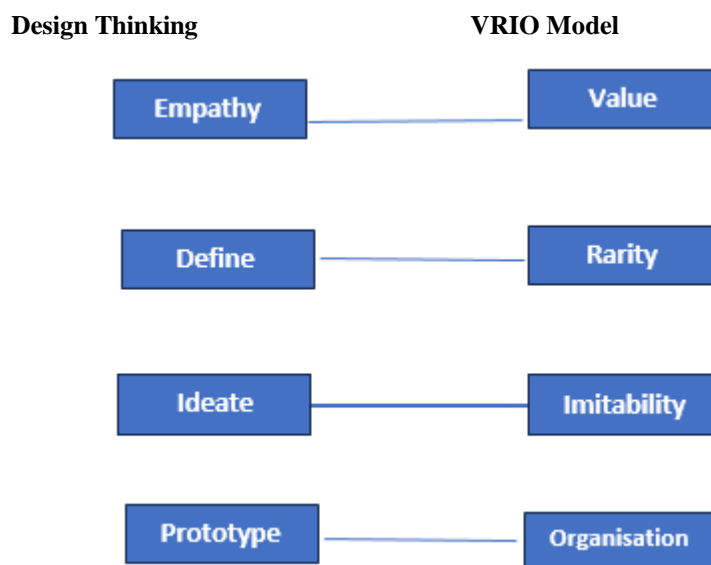 Design Thinking VRIO Model
Empathy Value
Define Rarity
Ideate Imitability
Prototype Organisation